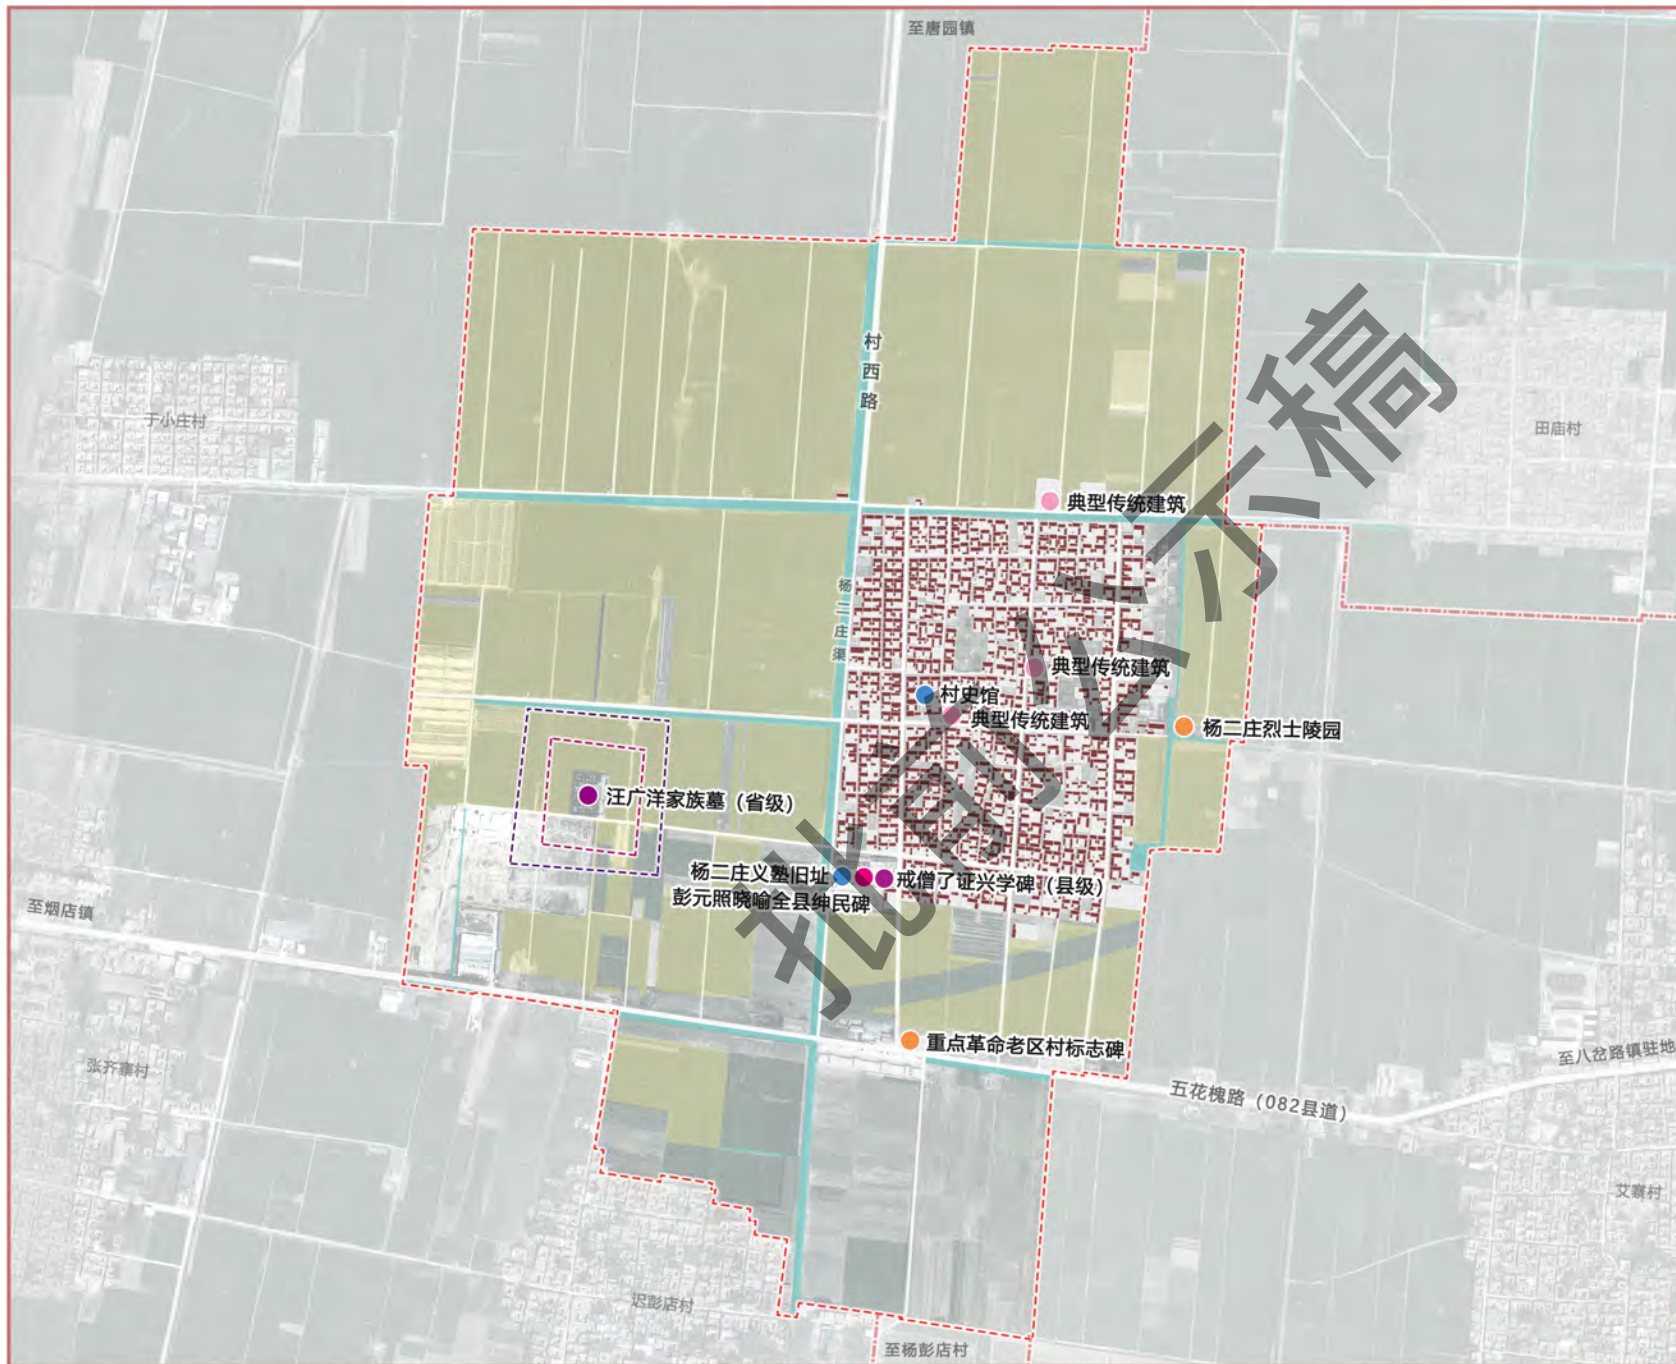 至唐园镇
村西路
于小庄村
田庙村
典型传统建筑
杨二庄渠
典型传统建筑
村史馆
典型传统建筑
杨二庄烈士陵园
汪广洋家族墓（省级）
杨二庄义塾旧址
戒僧了证兴学碑（县级）
彭元照晓喻全县绅民碑
至烟店镇
重点革命老区村标志碑
至八岔路镇驻地
张齐寨村
五花槐路（082县道）
艾寨村
迟彭店村
至杨彭店村
批前公示稿